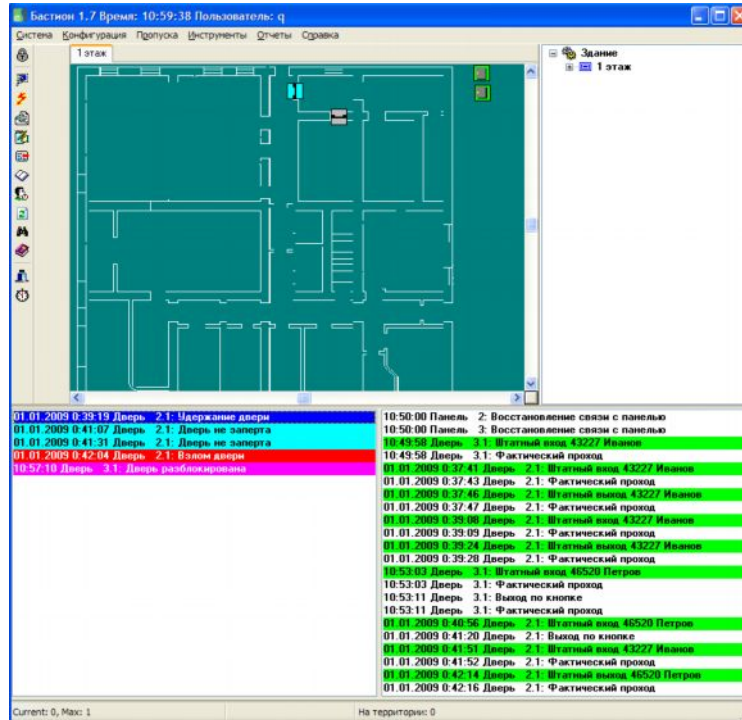 Бастион 1.7 Время: 10:59:38 Пользователь: q
Система Конфигурация Пропуска Инструменты Отчеты Справка
1 этаж
Здание
1 этаж
01.01.2009 0:39:19 Дверь 2.1: Удержание двери
01.01.2009 0:41:07 Дверь 2.1: Дверь не заперта
01.01.2009 0:41:31 Дверь 2.1: Дверь не заперта
01.01.2009 0:42:04 Дверь 2.1: Взлом двери
10:57:10 Дверь 3.1: Дверь разблокирована
10:50:00 Панель 2: Восстановление связи с панелью
10:50:00 Панель 3: Восстановление связи с панелью
10:49:58 Дверь 3.1: Штатный вход 43227 Иванов
10:49:58 Дверь 3.1: Фактический проход
01.01.2009 0:37:41 Дверь 2.1: Штатный вход 43227 Иванов
01.01.2009 0:37:43 Дверь 2.1: Фактический проход
01.01.2009 0:37:46 Дверь 2.1: Штатный выход 43227 Иванов
01.01.2009 0:37:47 Дверь 2.1: Фактический проход
01.01.2009 0:39:08 Дверь 2.1: Штатный вход 43227 Иванов
01.01.2009 0:39:09 Дверь 2.1: Фактический проход
01.01.2009 0:39:24 Дверь 2.1: Штатный выход 43227 Иванов
01.01.2009 0:39:28 Дверь 2.1: Фактический проход
10:53:03 Дверь 3.1: Штатный вход 46520 Петров
10:53:03 Дверь 3.1: Фактический проход
10:53:11 Дверь 3.1: Выход по кнопке
10:53:11 Дверь 3.1: Фактический проход
01.01.2009 0:40:56 Дверь 2.1: Штатный вход 46520 Петров
01.01.2009 0:41:20 Дверь 2.1: Выход по кнопке
01.01.2009 0:41:51 Дверь 2.1: Штатный вход 43227 Иванов
01.01.2009 0:41:52 Дверь 2.1: Фактический проход
01.01.2009 0:42:14 Дверь 2.1: Штатный выход 46520 Петров
01.01.2009 0:42:16 Дверь 2.1: Фактический проход
Current: 0, Max: 1
На территории: 0